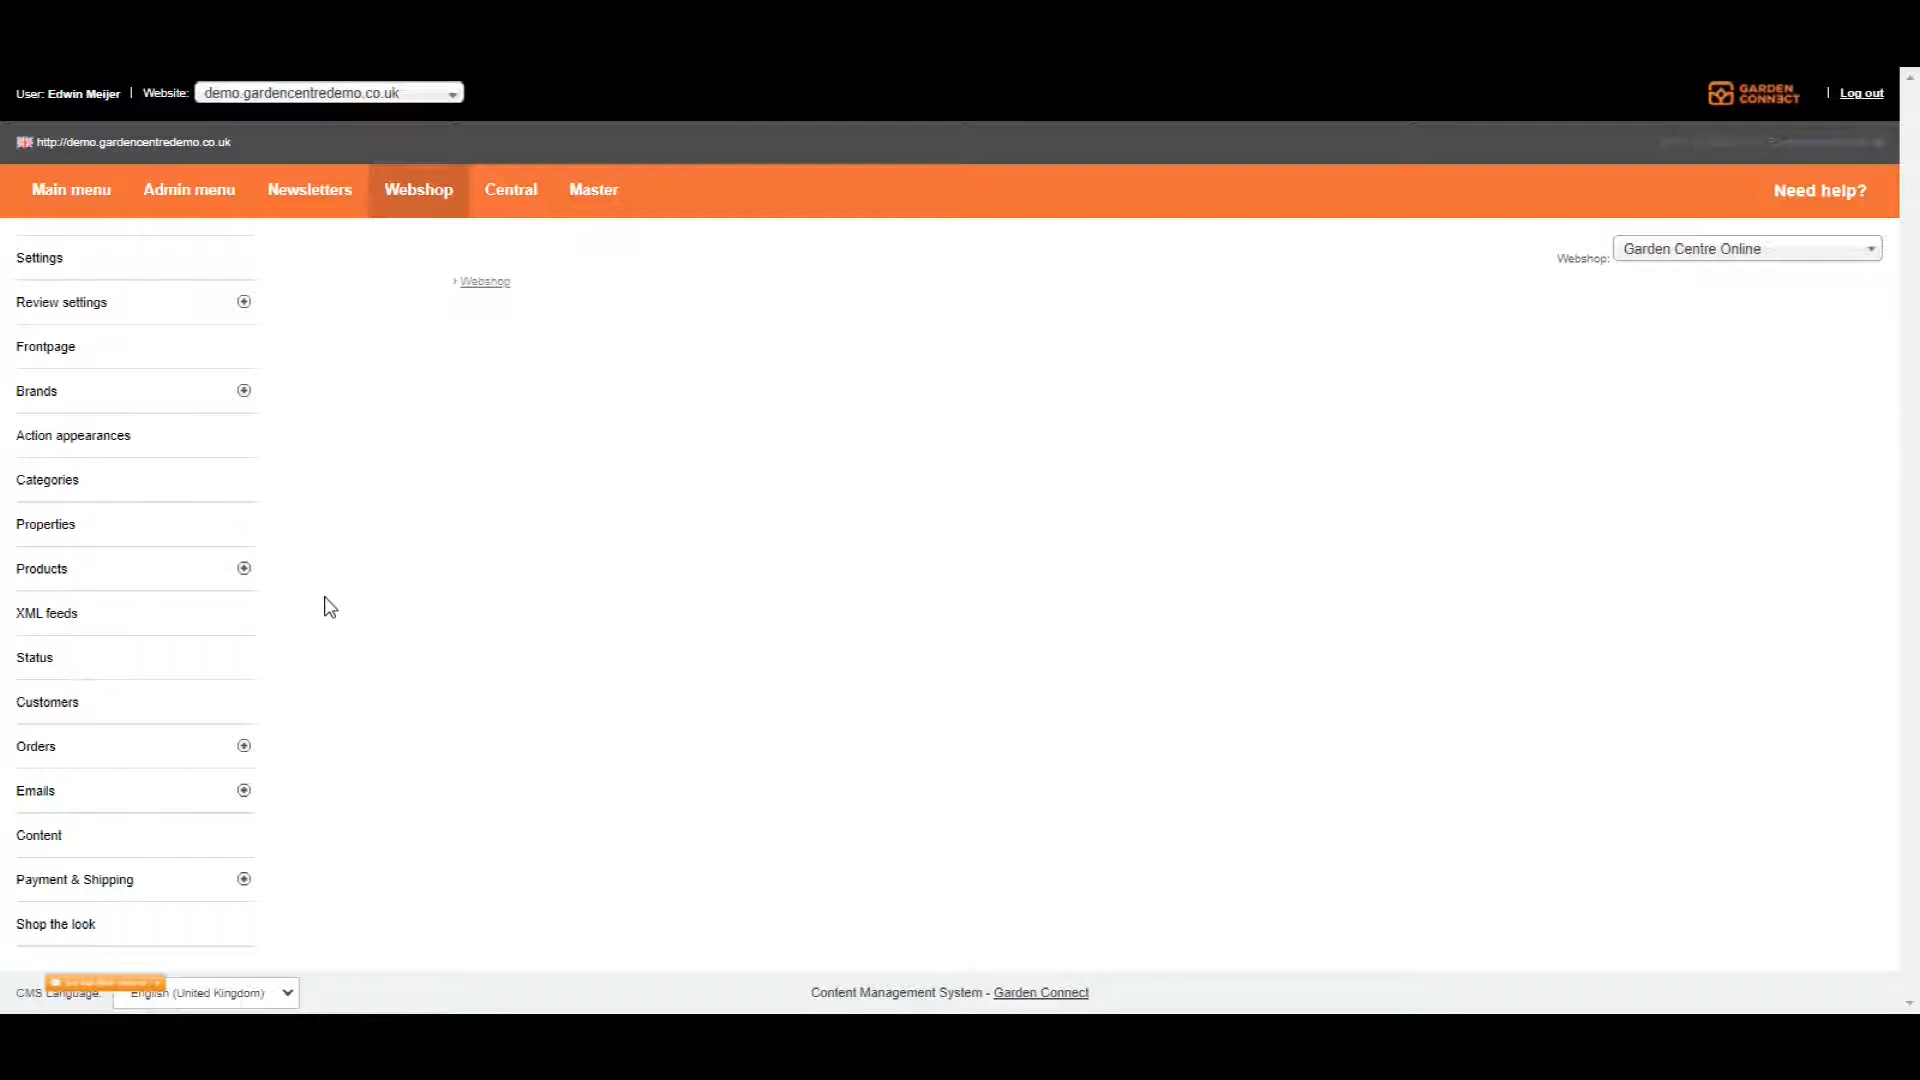 User: Edwin Meijer | Website: demo.gardencentredemo.co.uk
GARDEN CONNECT | Log out
http://demo.gardencentredemo.co.uk
Main menu Admin menu Newsletters Webshop Central Master Need help?
Settings
Webshop: Garden Centre Online
› Webshop
Review settings
Frontpage
Brands
Action appearances
Categories
Properties
Products
XML feeds
Status
Customers
Orders
Emails
Content
Payment & Shipping
Shop the look
CMS Language: English (United Kingdom)
Content Management System - Garden Connect